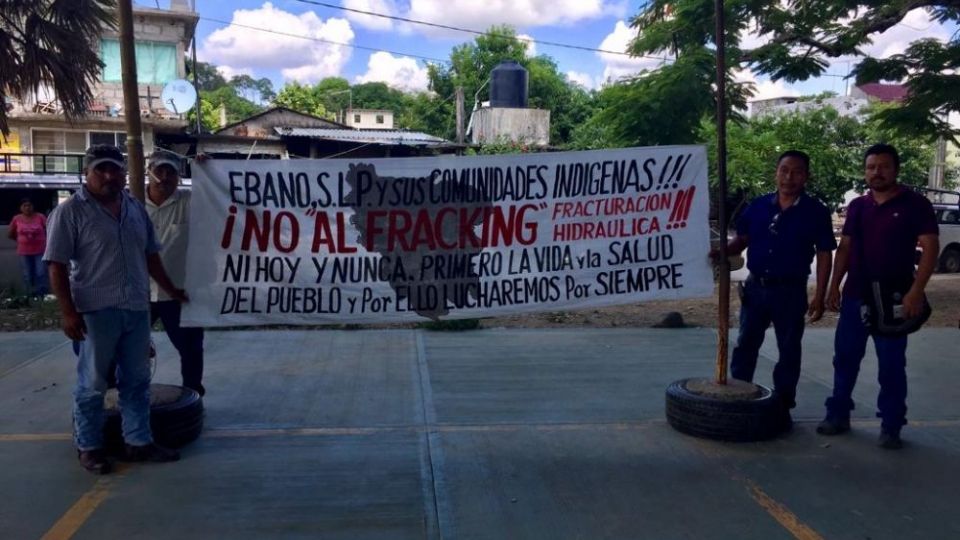 EBANO, S.L.P. Y SUS COMUNIDADES INDIGENAS!!!
¡NO "AL FRACKING" FRACTURACION HIDRAULICA!!!
NI HOY Y NUNCA. PRIMERO LA VIDA Y la SALUD
DEL PUEBLO Y Por ELLO LUCHAREMOS Por SIEMPRE